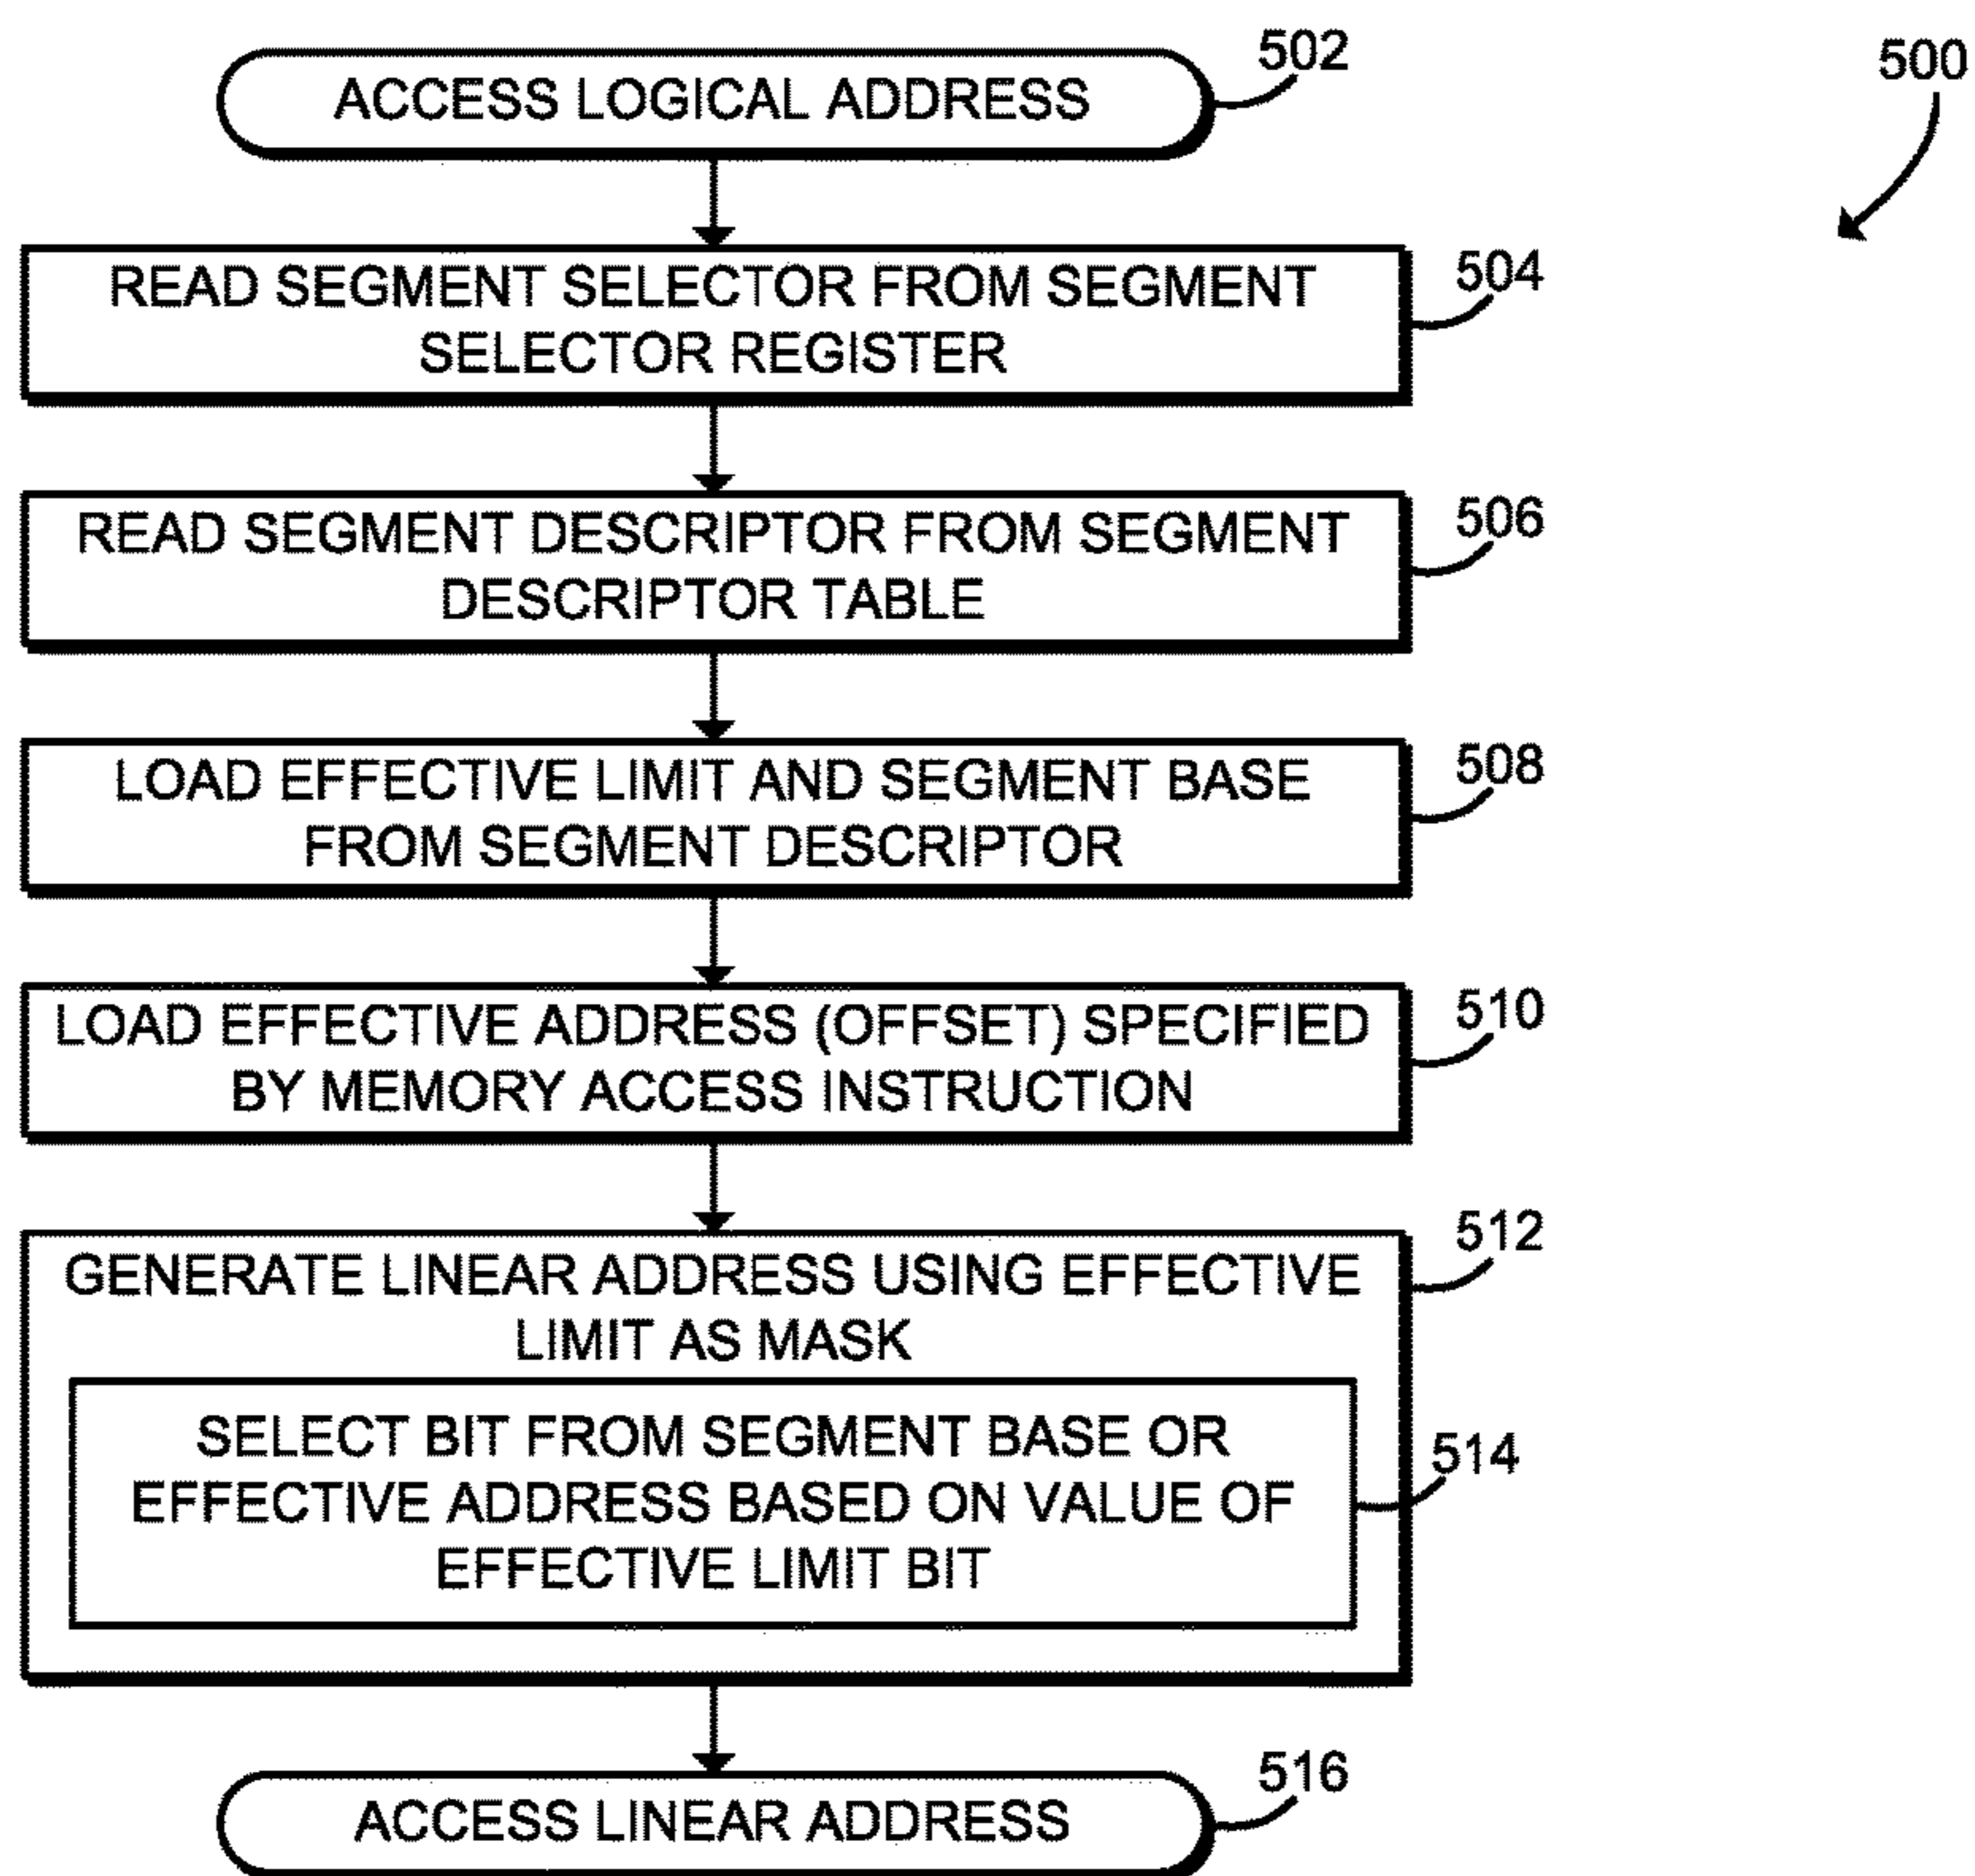 ACCESS LOGICAL ADDRESS
502
500
READ SEGMENT SELECTOR FROM SEGMENT
SELECTOR REGISTER
504
READ SEGMENT DESCRIPTOR FROM SEGMENT
DESCRIPTOR TABLE
506
LOAD EFFECTIVE LIMIT AND SEGMENT BASE
FROM SEGMENT DESCRIPTOR
508
LOAD EFFECTIVE ADDRESS (OFFSET) SPECIFIED
BY MEMORY ACCESS INSTRUCTION
510
GENERATE LINEAR ADDRESS USING EFFECTIVE
LIMIT AS MASK
512
SELECT BIT FROM SEGMENT BASE OR
EFFECTIVE ADDRESS BASED ON VALUE OF
EFFECTIVE LIMIT BIT
514
ACCESS LINEAR ADDRESS
516